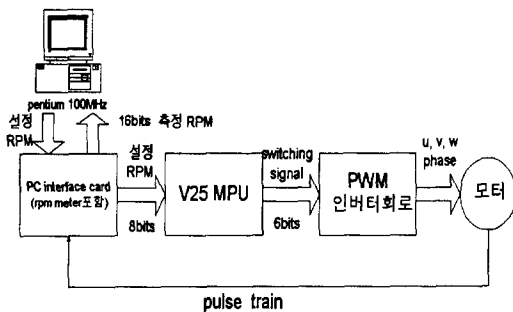 pentium 100MHz
설정
RPM
16bits 측정 RPM
PC interface card
(rpm meter포함)
설정
RPM
8bits
V25 MPU
switching
signal
6bits
PWM
인버터회로
u, v, w
phase
모터
pulse train